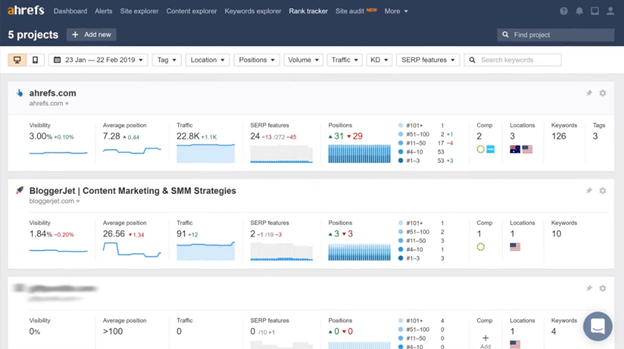 ahrefs Dashboard Alerts Site explorer Content explorer Keywords explorer Rank tracker Site audit NEW More
5 projects + Add new Find project
23 Jan — 22 Feb 2019 Tag Location Positions Volume Traffic KD SERP features Search keywords
ahrefs.com
ahrefs.com
Visibility Average position Traffic SERP features Positions #101+ 1 Comp Locations Keywords Tags
3.00% +0.10% 7.28 0.44 22.8K +1.1K 24 −13 /272 −45 31 29 #51–100 2 +1 2 3 126 3
#11–50 17 −4
#4–10 53
#1–3 53 +3
BloggerJet | Content Marketing & SMM Strategies
bloggerjet.com
Visibility Average position Traffic SERP features Positions #101+ 1 Comp Locations Keywords
1.84% −0.20% 26.56 1.34 91 +12 2 −1 /19 −3 3 3 #51–100 2 1 1 10
#11–50 3
#4–10 1
#1–3 3
Visibility Average position Traffic SERP features Positions #101+ 4 Comp Locations Keywords
0% >100 0 0 /10 +1 0 0 #51–100 0 + 1 4
#11–50 0 Add
#4–10 0